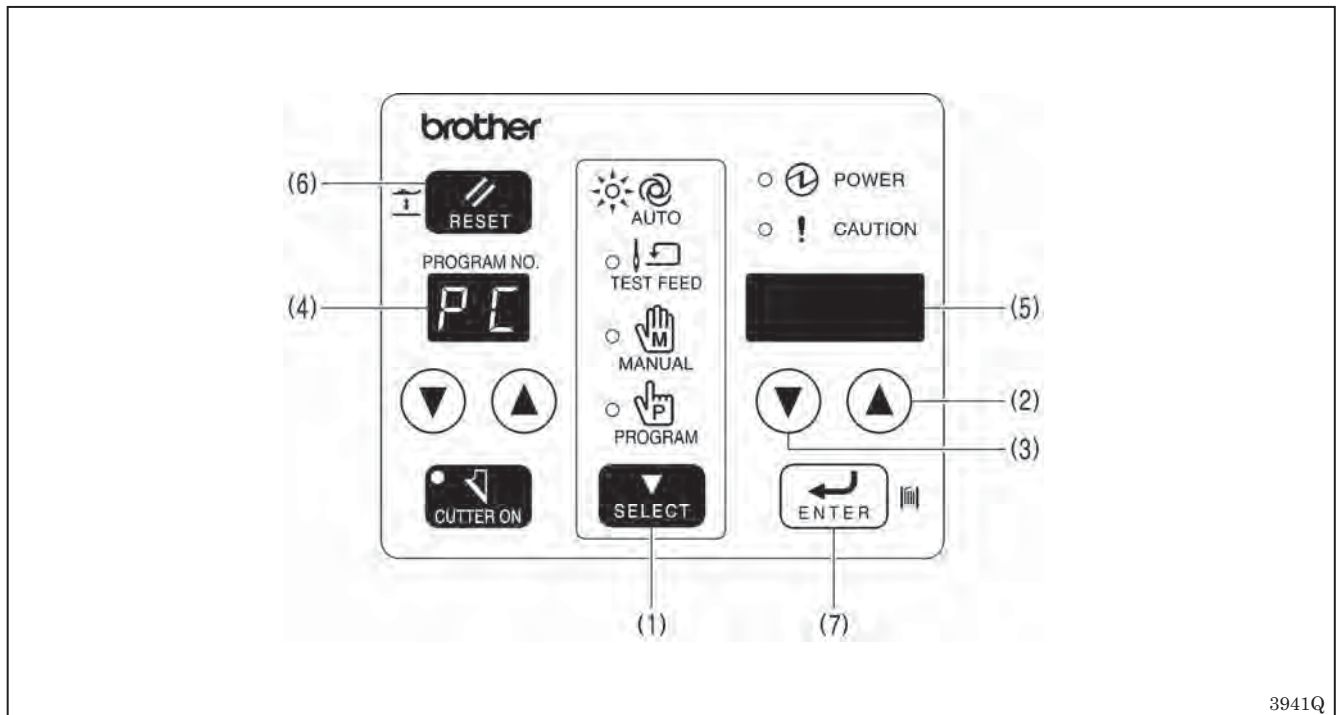 brother
(6)
RESET
AUTO
POWER
CAUTION
PROGRAM NO.
TEST FEED
(4)
PC
(5)
M
MANUAL
(2)
P
PROGRAM
(3)
CUTTER ON
SELECT
ENTER
(1)
(7)
3941Q